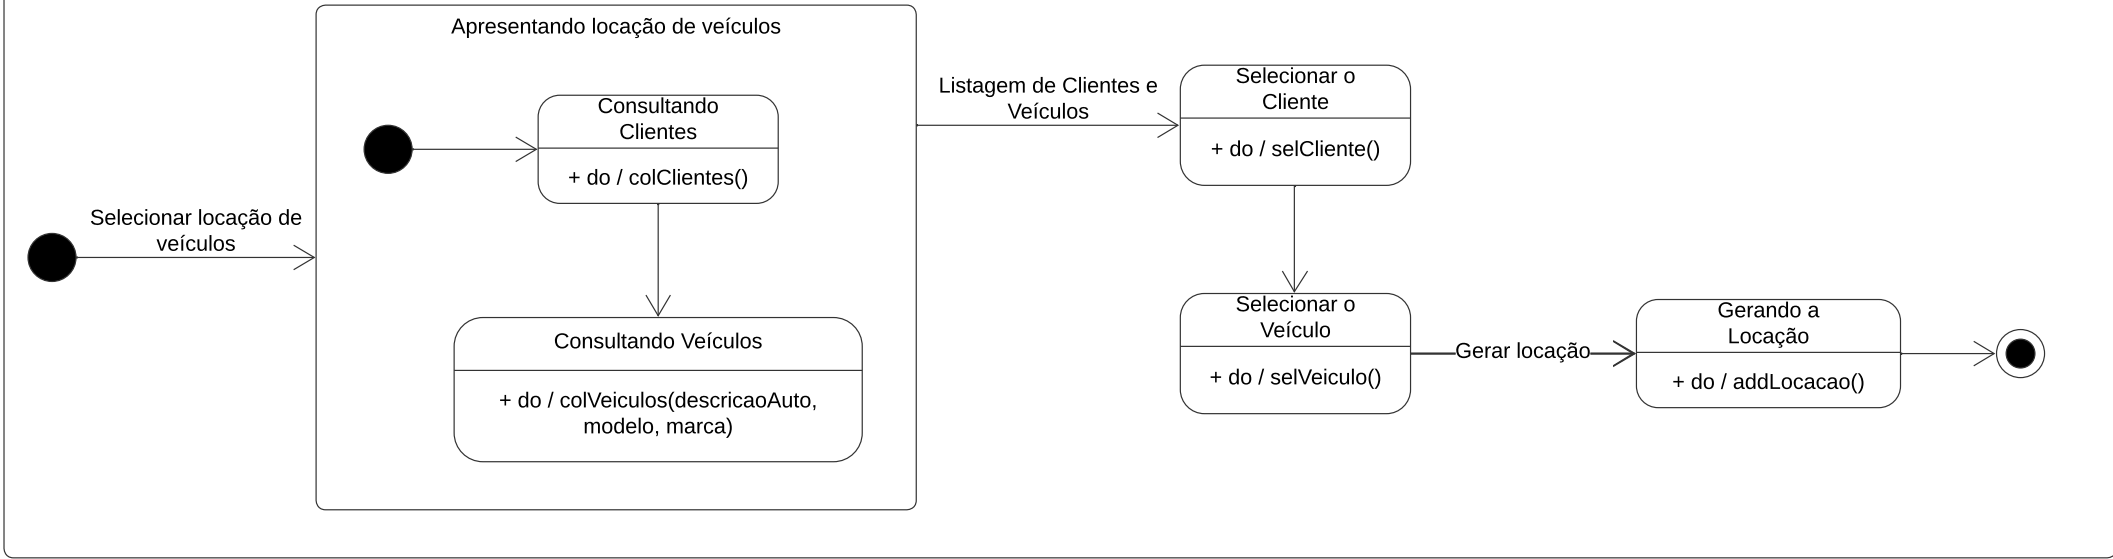 Apresentando locação de veículos
Consultando
Clientes
+ do / colClientes()
Selecionar locação de
veículos
Consultando Veículos
+ do / colVeiculos(descricaoAuto,
modelo, marca)
Listagem de Clientes e
Veículos
Selecionar o
Cliente
+ do / selCliente()
Selecionar o
Veículo
+ do / selVeiculo()
Gerar locação
Gerando a
Locação
+ do / addLocacao()